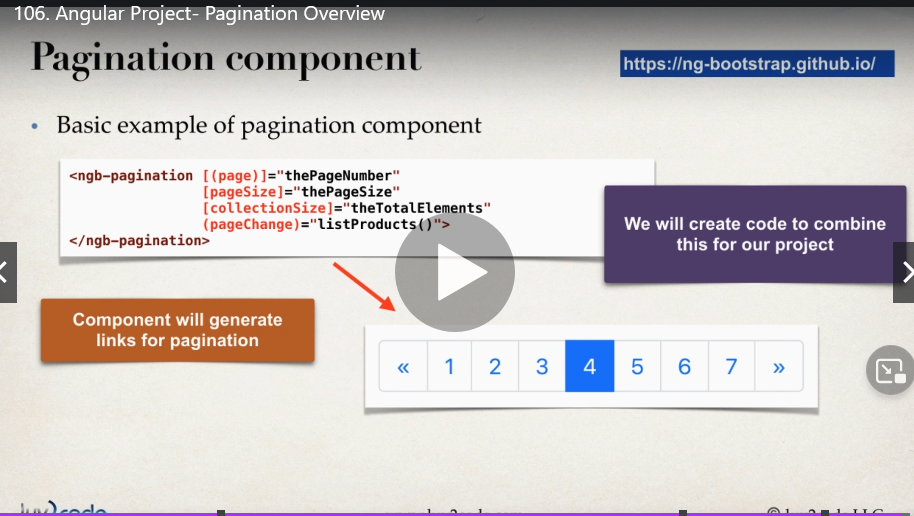 106. Angular Project- Pagination Overview
Pagination component
https://ng-bootstrap.github.io/
• Basic example of pagination component
<ngb-pagination [(page)]="thePageNumber"
[pageSize]="thePageSize"
[collectionSize]="theTotalElements"
(pageChange)="listProducts()">
</ngb-pagination>
We will create code to combine
this for our project
Component will generate
links for pagination
« 1 2 3 4 5 6 7 »